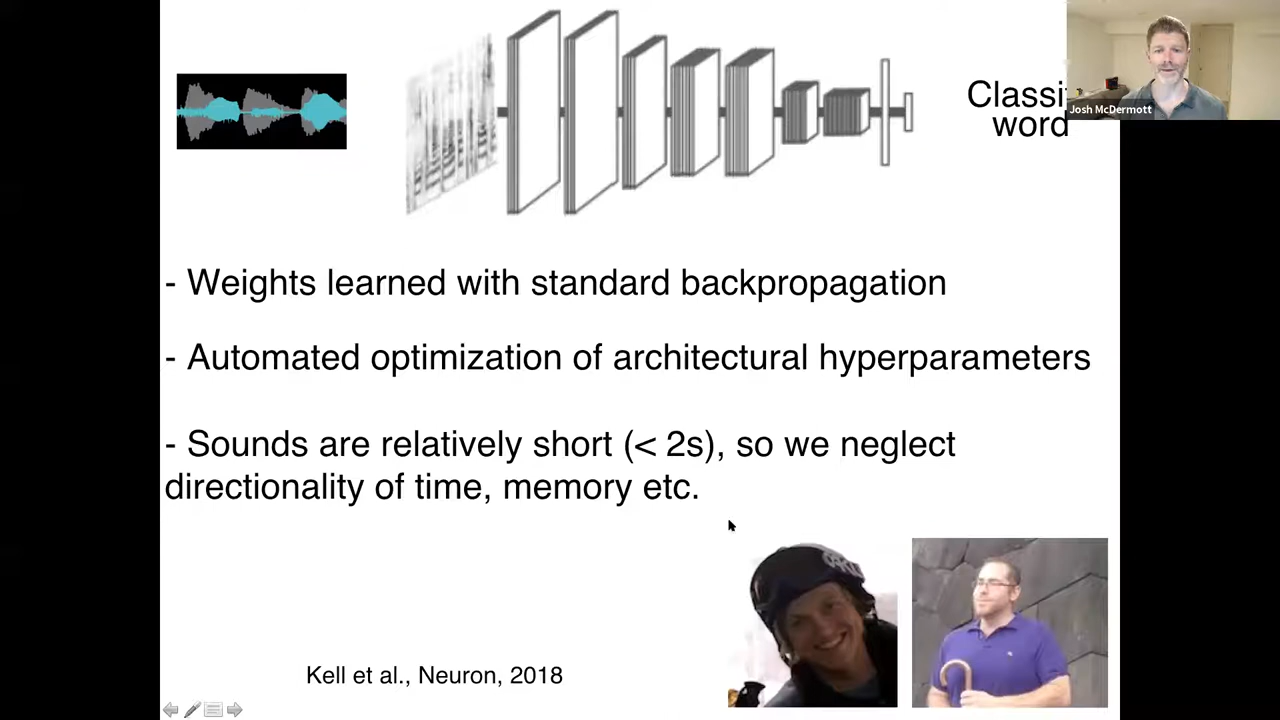 Classi
word
Josh McDermott
- Weights learned with standard backpropagation
- Automated optimization of architectural hyperparameters
- Sounds are relatively short (< 2s), so we neglect
directionality of time, memory etc.
Kell et al., Neuron, 2018